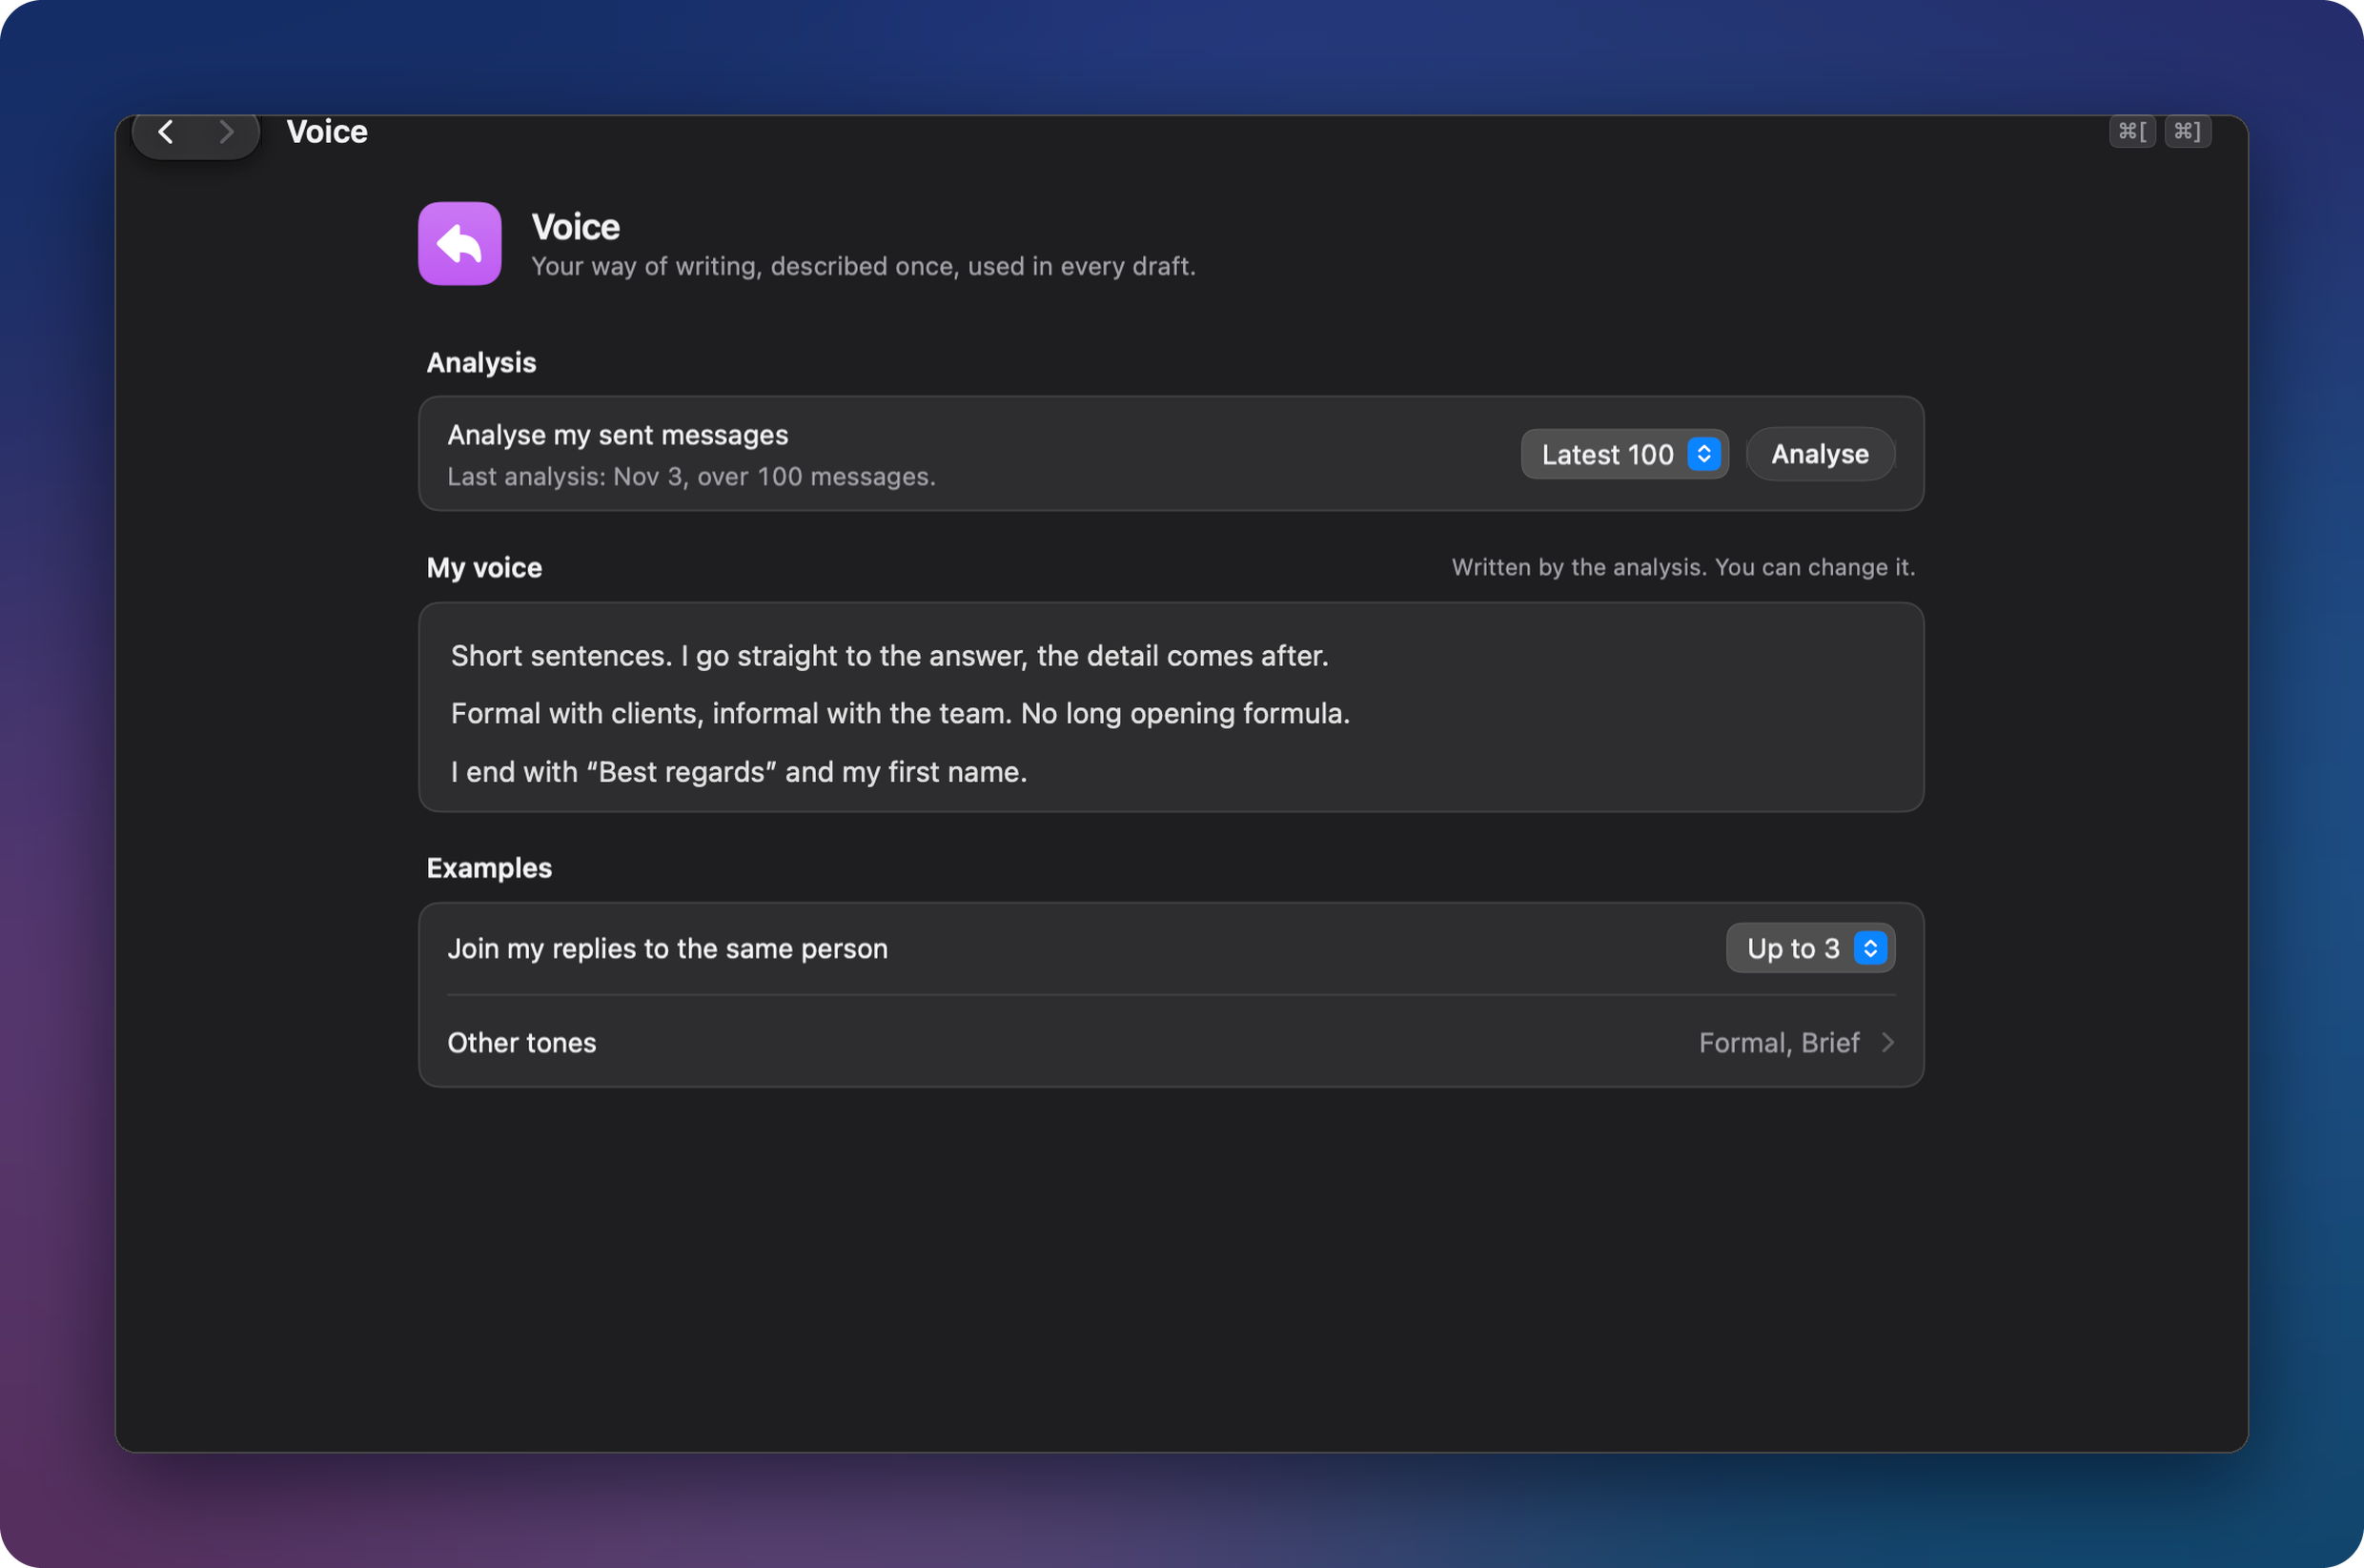 Voice
⌘[ ⌘]
Voice
Your way of writing, described once, used in every draft.
Analysis
Analyse my sent messages
Last analysis: Nov 3, over 100 messages.
Latest 100
Analyse
My voice
Written by the analysis. You can change it.
Short sentences. I go straight to the answer, the detail comes after.
Formal with clients, informal with the team. No long opening formula.
I end with “Best regards” and my first name.
Examples
Join my replies to the same person
Up to 3
Other tones
Formal, Brief